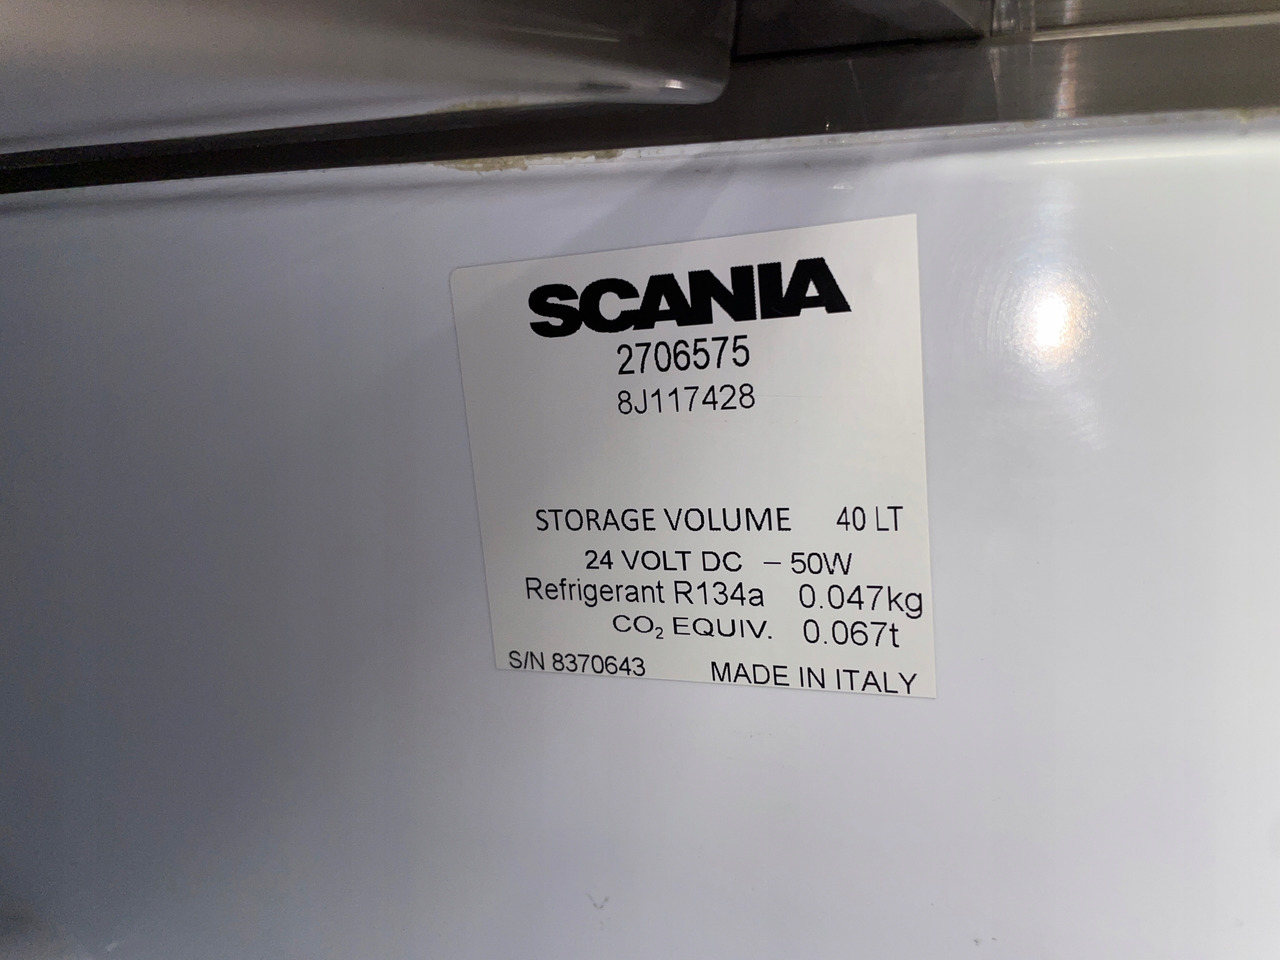 SCANIA
2706575
8J117428
STORAGE VOLUME 40 LT
24 VOLT DC – 50W
Refrigerant R134a 0.047kg
CO₂ EQUIV. 0.067t
S/N 8370643 MADE IN ITALY